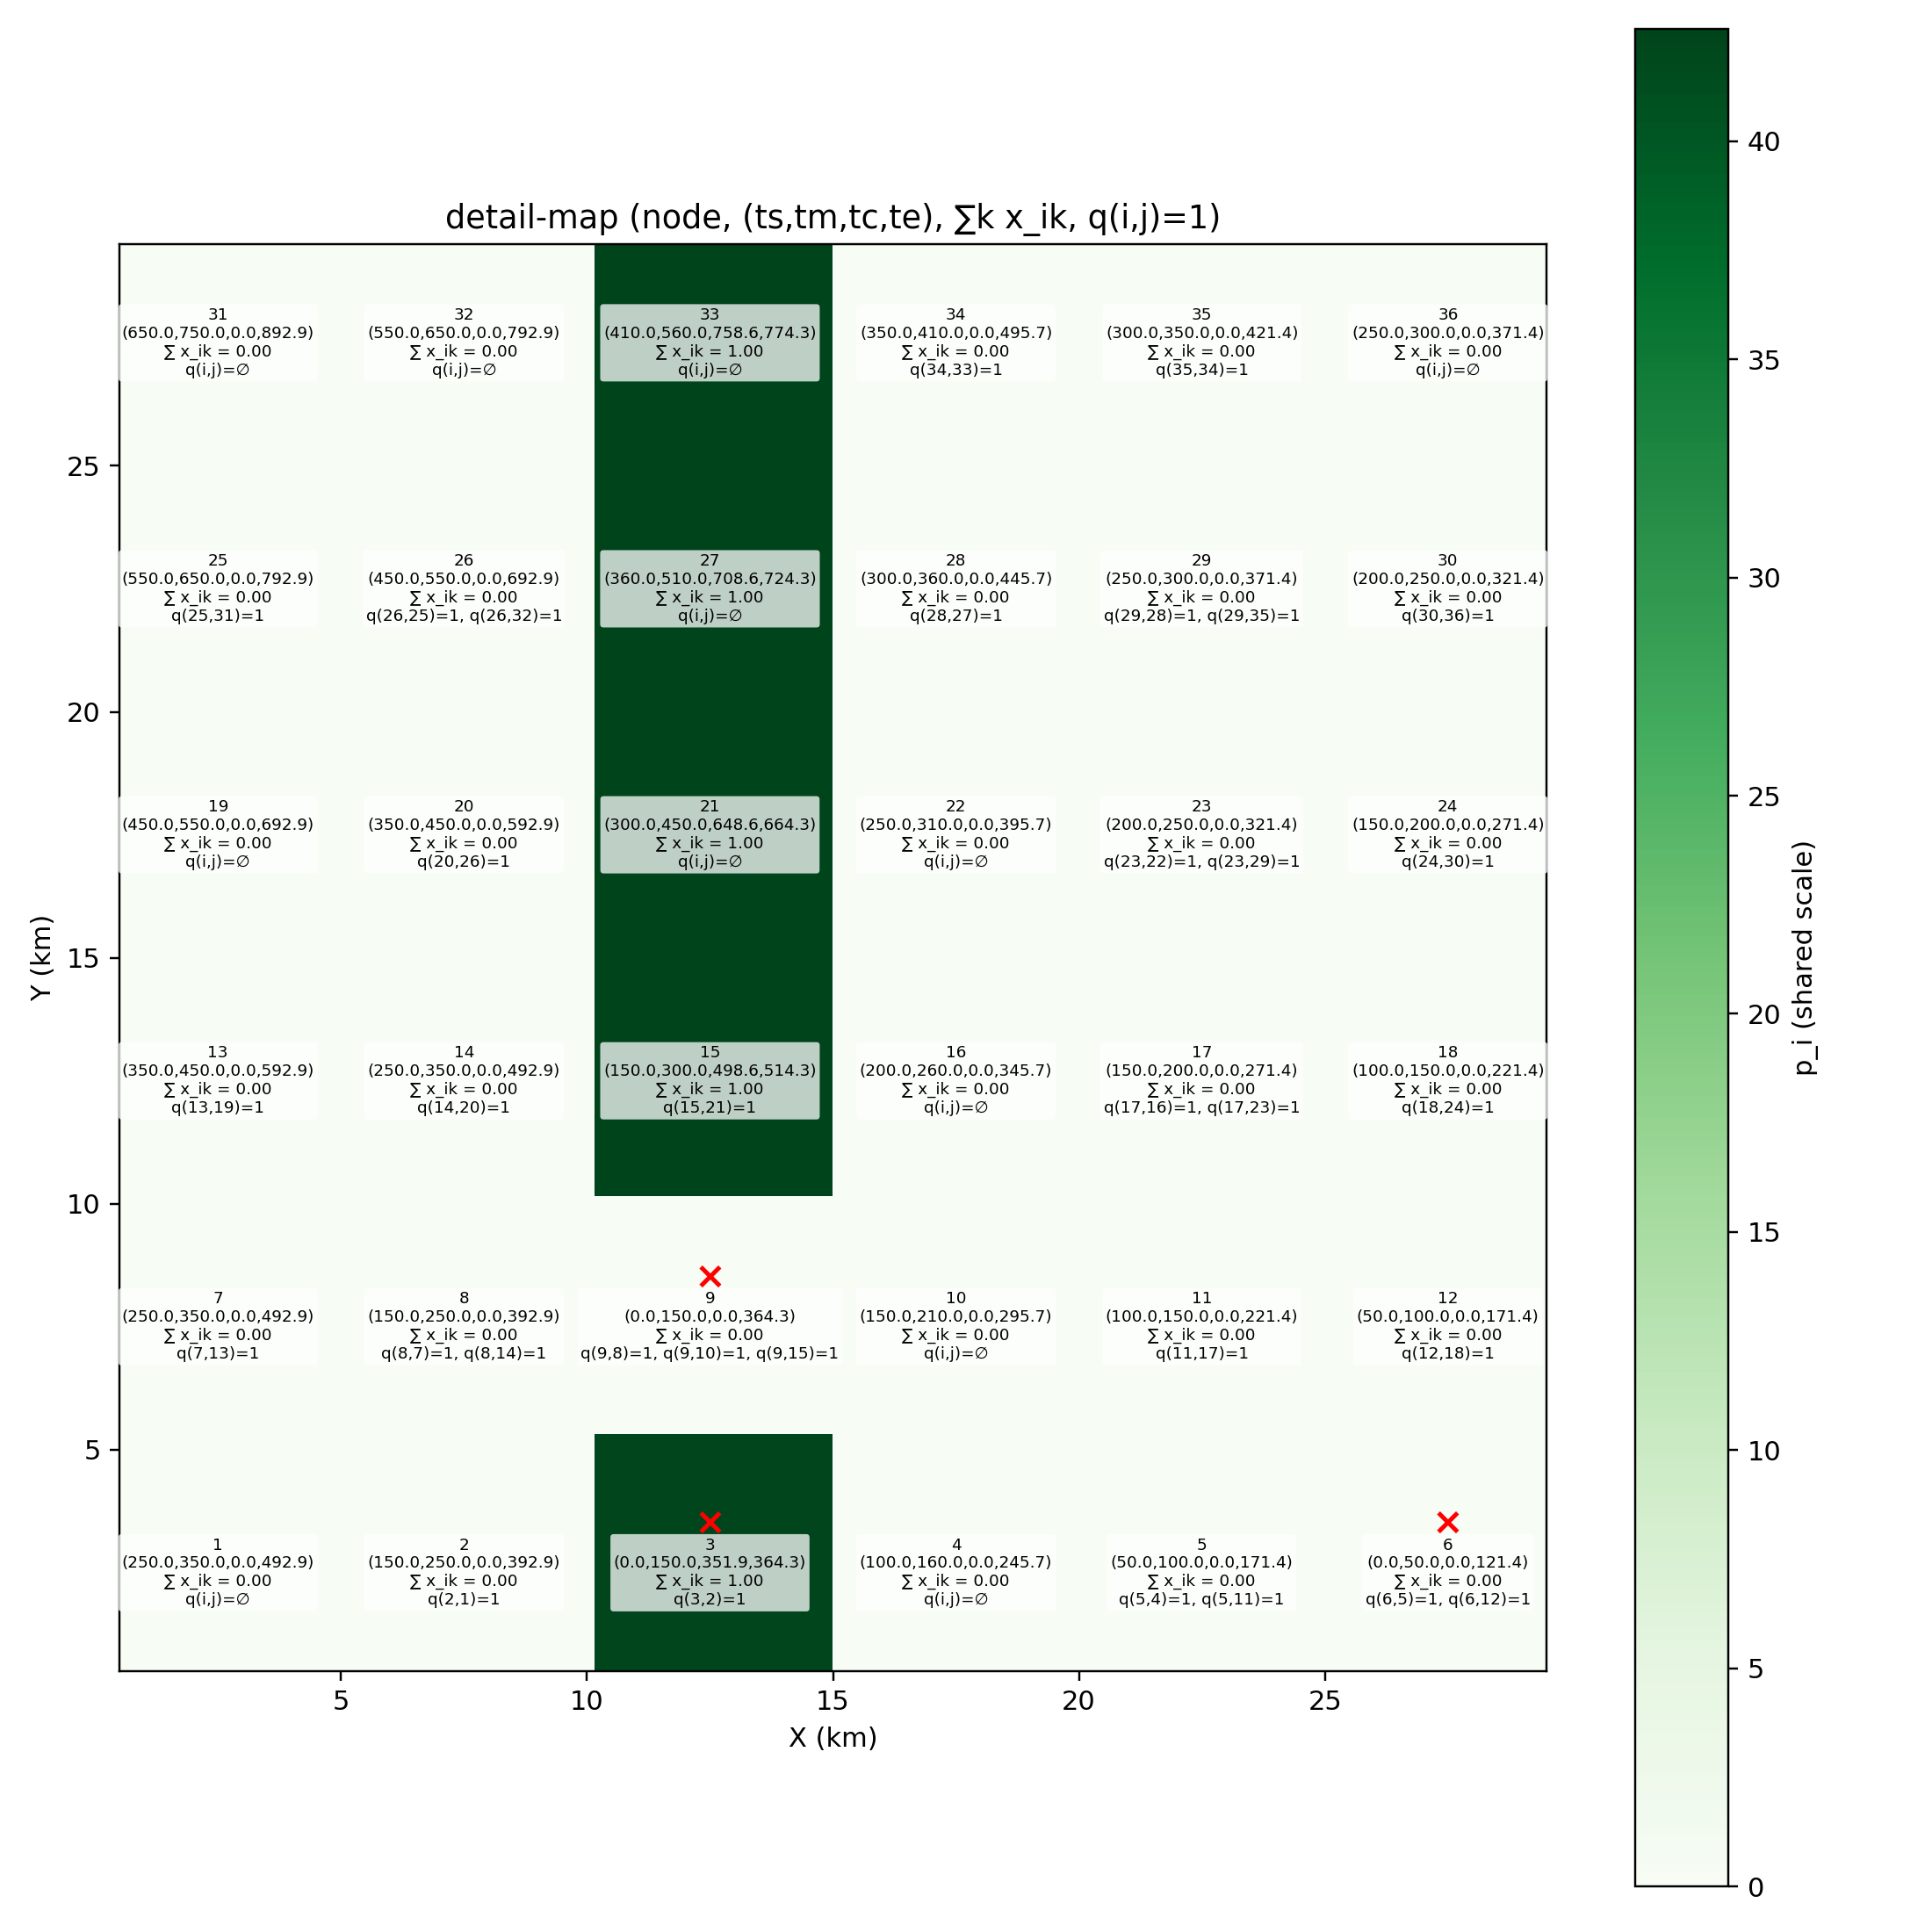 detail-map (node, (ts,tm,tc,te), ∑k x_ik, q(i,j)=1)
31
(650.0,750.0,0.0,892.9)
∑ x_ik = 0.00
q(i,j)=∅
32
(550.0,650.0,0.0,792.9)
∑ x_ik = 0.00
q(i,j)=∅
33
(410.0,560.0,758.6,774.3)
∑ x_ik = 1.00
q(i,j)=∅
34
(350.0,410.0,0.0,495.7)
∑ x_ik = 0.00
q(34,33)=1
35
(300.0,350.0,0.0,421.4)
∑ x_ik = 0.00
q(35,34)=1
36
(250.0,300.0,0.0,371.4)
∑ x_ik = 0.00
q(i,j)=∅
25
(550.0,650.0,0.0,792.9)
∑ x_ik = 0.00
q(25,31)=1
26
(450.0,550.0,0.0,692.9)
∑ x_ik = 0.00
q(26,25)=1, q(26,32)=1
27
(360.0,510.0,708.6,724.3)
∑ x_ik = 1.00
q(i,j)=∅
28
(300.0,360.0,0.0,445.7)
∑ x_ik = 0.00
q(28,27)=1
29
(250.0,300.0,0.0,371.4)
∑ x_ik = 0.00
q(29,28)=1, q(29,35)=1
30
(200.0,250.0,0.0,321.4)
∑ x_ik = 0.00
q(30,36)=1
19
(450.0,550.0,0.0,692.9)
∑ x_ik = 0.00
q(i,j)=∅
20
(350.0,450.0,0.0,592.9)
∑ x_ik = 0.00
q(20,26)=1
21
(300.0,450.0,648.6,664.3)
∑ x_ik = 1.00
q(i,j)=∅
22
(250.0,310.0,0.0,395.7)
∑ x_ik = 0.00
q(i,j)=∅
23
(200.0,250.0,0.0,321.4)
∑ x_ik = 0.00
q(23,22)=1, q(23,29)=1
24
(150.0,200.0,0.0,271.4)
∑ x_ik = 0.00
q(24,30)=1
13
(350.0,450.0,0.0,592.9)
∑ x_ik = 0.00
q(13,19)=1
14
(250.0,350.0,0.0,492.9)
∑ x_ik = 0.00
q(14,20)=1
15
(150.0,300.0,498.6,514.3)
∑ x_ik = 1.00
q(15,21)=1
16
(200.0,260.0,0.0,345.7)
∑ x_ik = 0.00
q(i,j)=∅
17
(150.0,200.0,0.0,271.4)
∑ x_ik = 0.00
q(17,16)=1, q(17,23)=1
18
(100.0,150.0,0.0,221.4)
∑ x_ik = 0.00
q(18,24)=1
7
(250.0,350.0,0.0,492.9)
∑ x_ik = 0.00
q(7,13)=1
8
(150.0,250.0,0.0,392.9)
∑ x_ik = 0.00
q(8,7)=1, q(8,14)=1
9
(0.0,150.0,0.0,364.3)
∑ x_ik = 0.00
q(9,8)=1, q(9,10)=1, q(9,15)=1
10
(150.0,210.0,0.0,295.7)
∑ x_ik = 0.00
q(i,j)=∅
11
(100.0,150.0,0.0,221.4)
∑ x_ik = 0.00
q(11,17)=1
12
(50.0,100.0,0.0,171.4)
∑ x_ik = 0.00
q(12,18)=1
1
(250.0,350.0,0.0,492.9)
∑ x_ik = 0.00
q(i,j)=∅
2
(150.0,250.0,0.0,392.9)
∑ x_ik = 0.00
q(2,1)=1
3
(0.0,150.0,351.9,364.3)
∑ x_ik = 1.00
q(3,2)=1
4
(100.0,160.0,0.0,245.7)
∑ x_ik = 0.00
q(i,j)=∅
5
(50.0,100.0,0.0,171.4)
∑ x_ik = 0.00
q(5,4)=1, q(5,11)=1
6
(0.0,50.0,0.0,121.4)
∑ x_ik = 0.00
q(6,5)=1, q(6,12)=1
25
20
15
10
5
Y (km)
5
10
15
20
25
X (km)
40
35
30
25
20
15
10
5
0
p_i (shared scale)